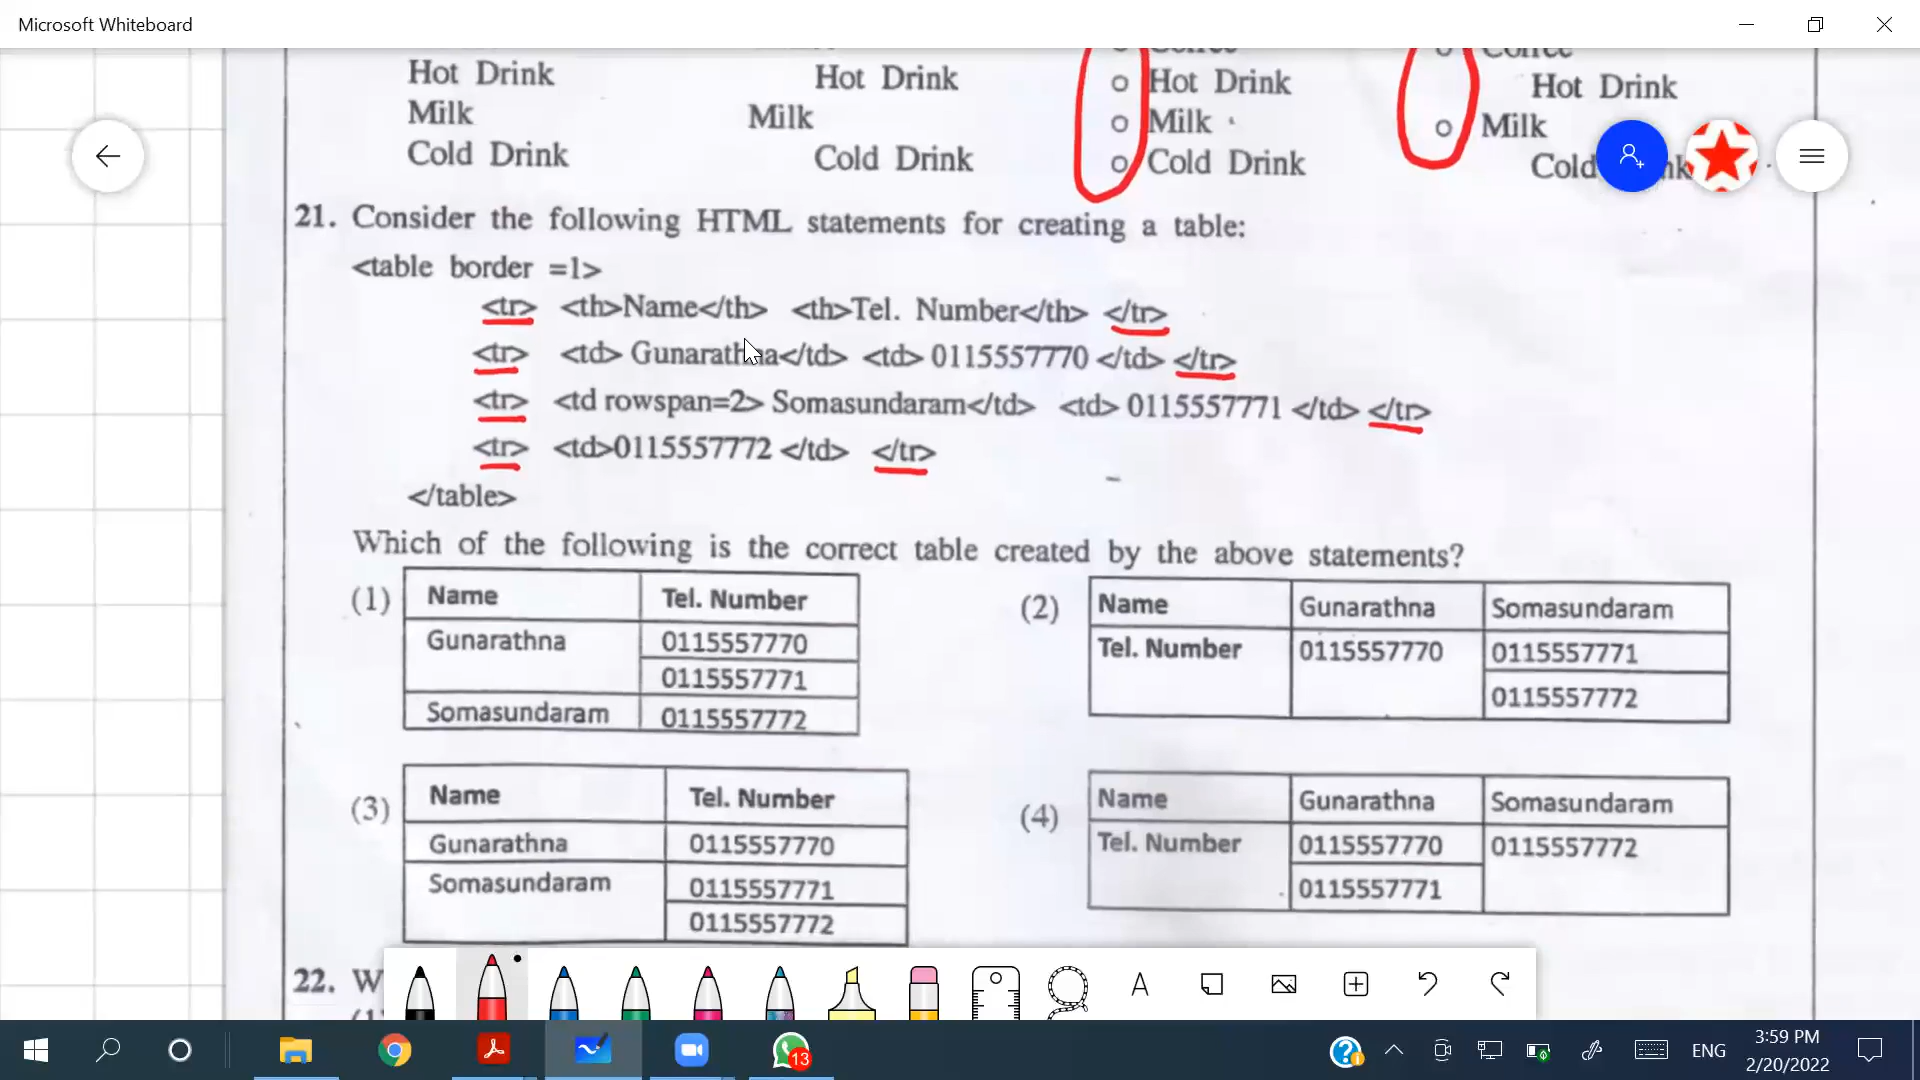 Microsoft Whiteboard
Hot Drink Hot Drink Hot Drink Hot Drink
Milk Milk Milk Milk
Cold Drink Cold Drink Cold Drink Cold
21. Consider the following HTML statements for creating a table:
<table border =1>
<tr> <th>Name</th> <th>Tel. Number</th> </tr>
<tr> <td> Gunarathna</td> <td> 0115557770 </td> </tr>
<tr> <td rowspan=2> Somasundaram</td> <td> 0115557771 </td> </tr>
<tr> <td>0115557772 </td> </tr>
</table>
Which of the following is the correct table created by the above statements?
(1) Name Tel. Number
Gunarathna 0115557770
0115557771
Somasundaram 0115557772
(2) Name Gunarathna Somasundaram
Tel. Number 0115557770 0115557771
0115557772
(3) Name Tel. Number
Gunarathna 0115557770
Somasundaram 0115557771
0115557772
(4) Name Gunarathna Somasundaram
Tel. Number 0115557770 0115557772
0115557771
22. W
13
ENG
3:59 PM
2/20/2022